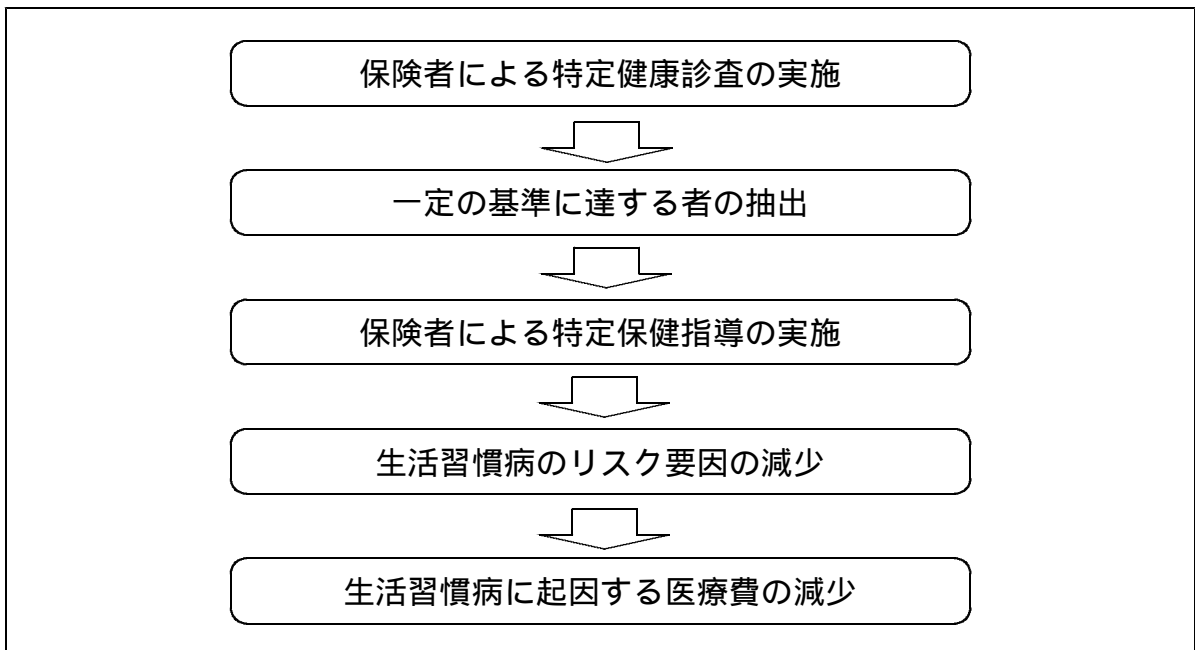 保険者による特定健康診査の実施
一定の基準に達する者の抽出
保険者による特定保健指導の実施
生活習慣病のリスク要因の減少
生活習慣病に起因する医療費の減少